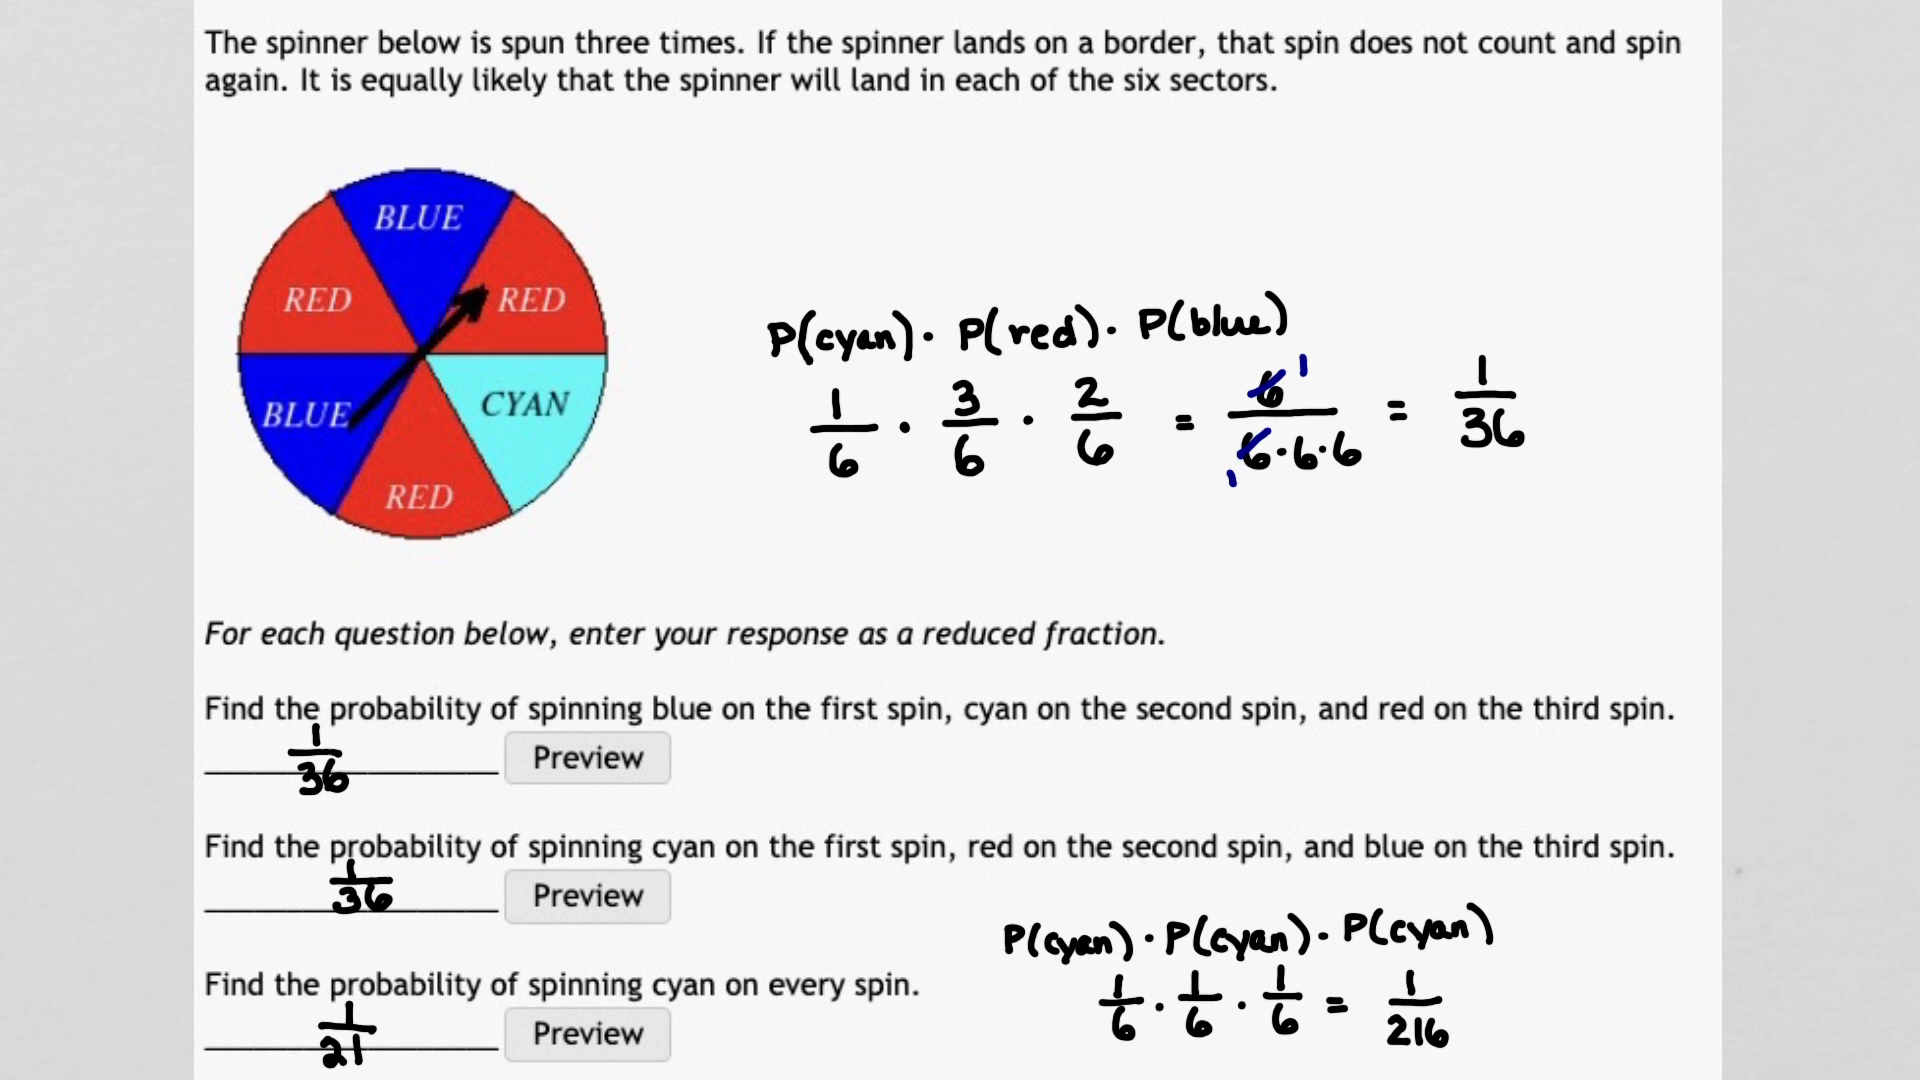 The spinner below is spun three times. If the spinner lands on a border, that spin does not count and spin
again. It is equally likely that the spinner will land in each of the six sectors.
BLUE
RED
RED
BLUE
CYAN
RED
P(cyan) · P(red) · P(blue)
1/6 · 3/6 · 2/6 = 6/6·6·6 = 1/36
1
1
For each question below, enter your response as a reduced fraction.
Find the probability of spinning blue on the first spin, cyan on the second spin, and red on the third spin.
1/36 Preview
Find the probability of spinning cyan on the first spin, red on the second spin, and blue on the third spin.
1/36 Preview
P(cyan) · P(cyan) · P(cyan)
1/6 · 1/6 · 1/6 = 1/216
Find the probability of spinning cyan on every spin.
1/21 Preview